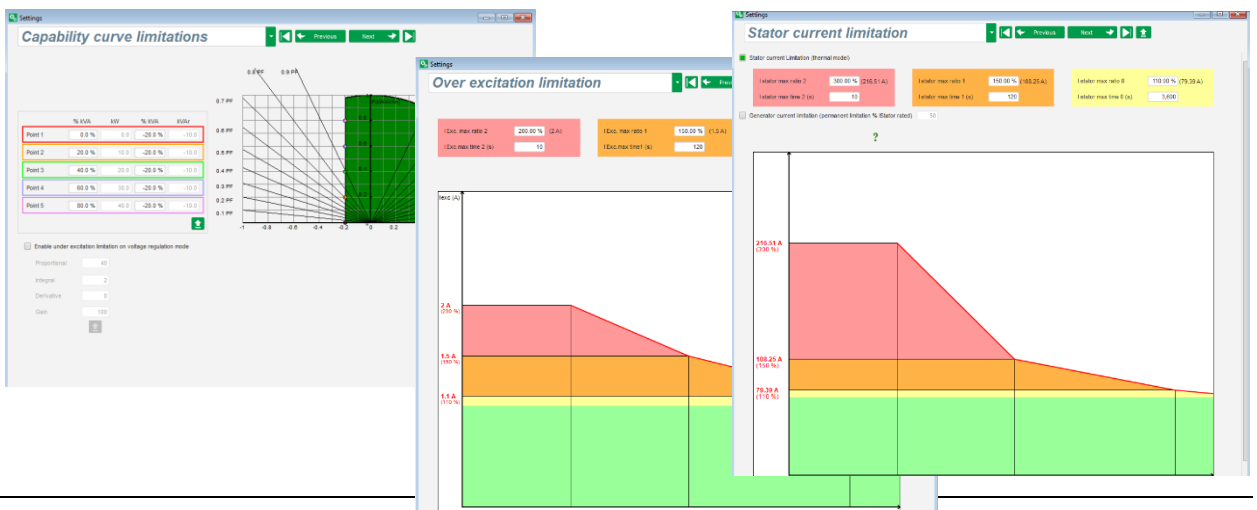 Settings
Capability curve limitations
Previous
Next
0.8 PF
0.9 PF
0.7 PF
0.6 PF
0.5 PF
0.4 PF
0.3 PF
0.2 PF
0.1 PF
-1 -0.8 -0.6 -0.4 -0.2 0 0.2
% kVA kW % kVA kVAr
Point 1 0.0 % 0.0 -20.0 % -10.0
Point 2 20.0 % 10.0 -20.0 % -10.0
Point 3 40.0 % 20.0 -20.0 % -10.0
Point 4 60.0 % 30.0 -20.0 % -10.0
Point 5 80.0 % 40.0 -20.0 % -10.0
Enable under excitation limitation on voltage regulation mode
Proportional 40
Integral 2
Derivative 0
Gain 100
Settings
Over excitation limitation
I Exc. max ratio 2 200.00 % (2 A)
I Exc.max time 2 (s) 10
I Exc. max ratio 1 150.00 % (1.5 A)
I Exc.max time1 (s) 120
Iexc (A)
2 A
(200 %)
1.5 A
(150 %)
1.1 A
(110 %)
Settings
Stator current limitation
Previous
Next
Stator current Limitation (thermal model)
I stator max ratio 2 300.00 % (216.51 A)
I stator max time 2 (s) 10
I stator max ratio 1 150.00 % (108.25 A)
I stator max time 1 (s) 120
I stator max ratio 0 110.00 % (79.39 A)
I stator max time 0 (s) 3,600
Generator current limitation (permanent limitation % IStator rated)
?
216.51 A
(300 %)
108.25 A
(150 %)
79.39 A
(110 %)